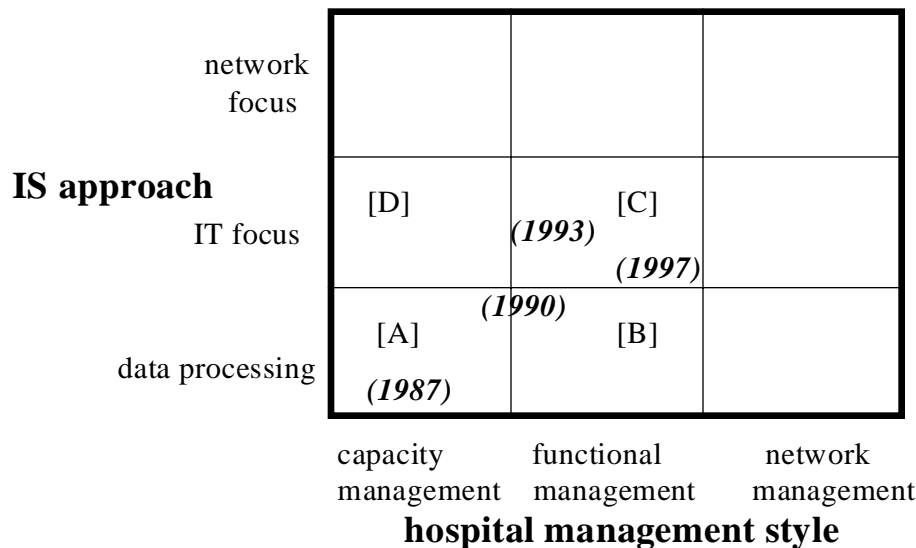 network
focus
IS approach
[D]
[C]
IT focus
(1993)
(1997)
(1990)
[A]
[B]
data processing
(1987)
capacity
management
functional
management
network
management
hospital management style